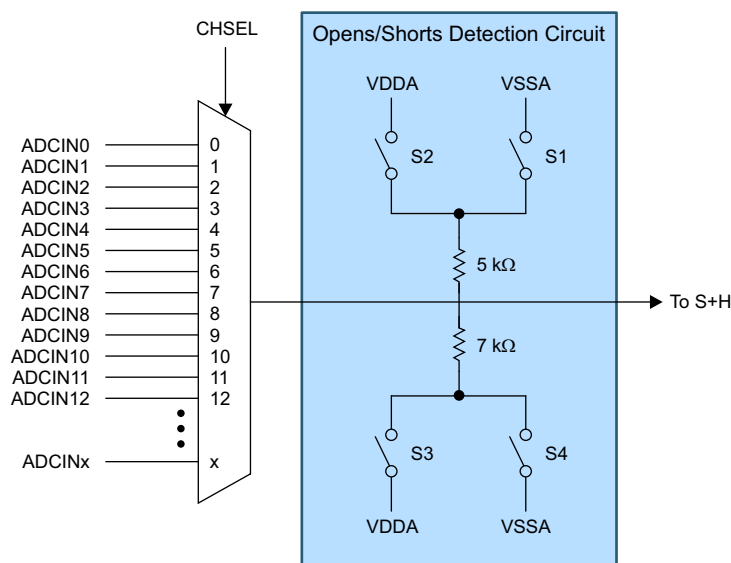 CHSEL
Opens/Shorts Detection Circuit
VDDA
VSSA
S2
S1
ADCIN0
0
ADCIN1
1
ADCIN2
2
ADCIN3
3
ADCIN4
4
ADCIN5
5
ADCIN6
6
ADCIN7
7
ADCIN8
8
ADCIN9
9
ADCIN10
10
ADCIN11
11
ADCIN12
12
ADCINx
x
5 kΩ
To S+H
7 kΩ
S3
S4
VDDA
VSSA